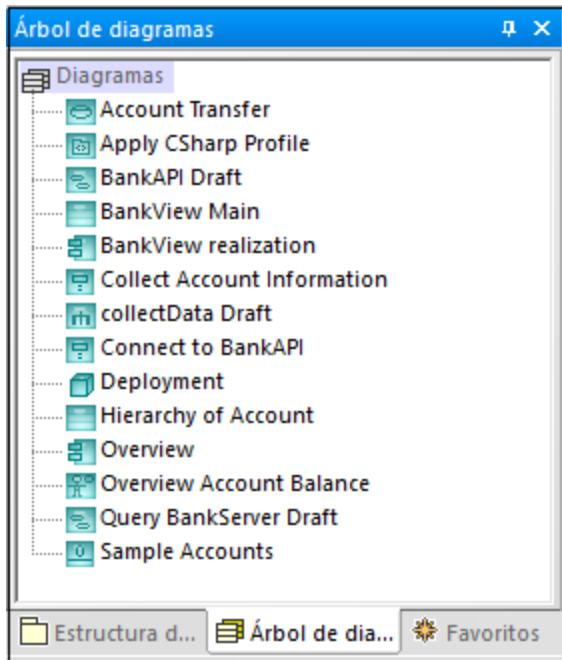 Árbol de diagramas
Diagramas
Account Transfer
Apply CSharp Profile
BankAPI Draft
BankView Main
BankView realization
Collect Account Information
collectData Draft
Connect to BankAPI
Deployment
Hierarchy of Account
Overview
Overview Account Balance
Query BankServer Draft
Sample Accounts
Estructura d... Árbol de dia... Favoritos